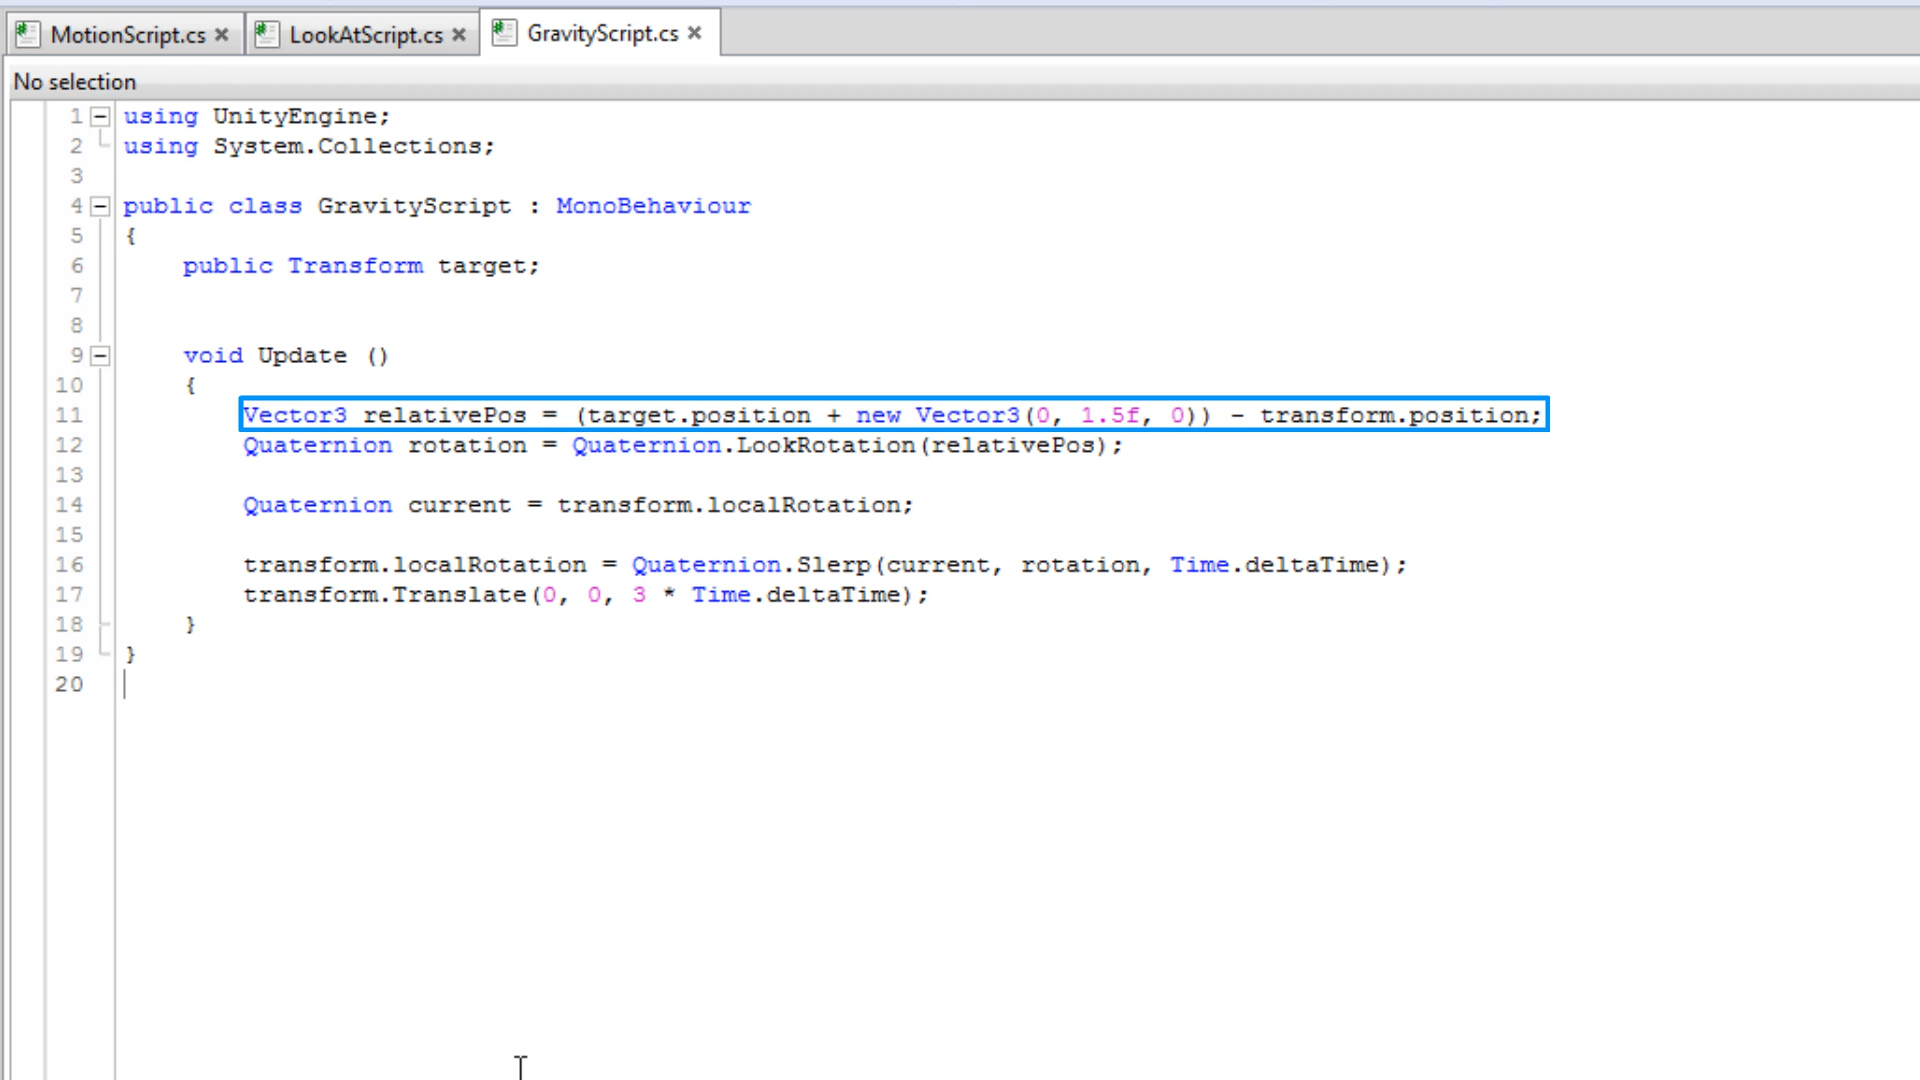 MotionScript.cs × LookAtScript.cs × GravityScript.cs ×
No selection
1 using UnityEngine;
2 using System.Collections;
3
4 public class GravityScript : MonoBehaviour
5 {
6     public Transform target;
7
8
9     void Update ()
10     {
11         Vector3 relativePos = (target.position + new Vector3(0, 1.5f, 0)) - transform.position;
12         Quaternion rotation = Quaternion.LookRotation(relativePos);
13
14         Quaternion current = transform.localRotation;
15
16         transform.localRotation = Quaternion.Slerp(current, rotation, Time.deltaTime);
17         transform.Translate(0, 0, 3 * Time.deltaTime);
18     }
19 }
20